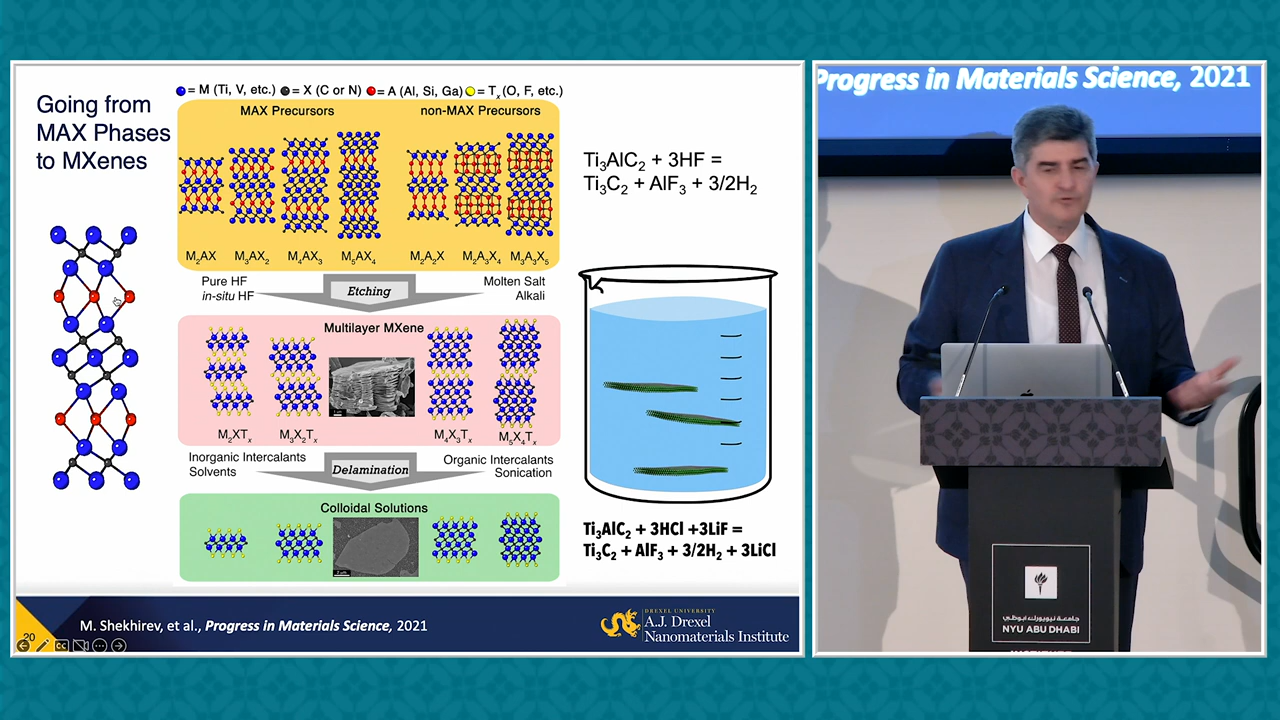 Going from
MAX Phases
to MXenes
= M (Ti, V, etc.) = X (C or N) = A (Al, Si, Ga) = Tx (O, F, etc.)
MAX Precursors
non-MAX Precursors
M2AX M3AX2 M4AX3 M5AX4 M2A2X M2A3X4 M3A3X5
Pure HF
in-situ HF
Etching
Molten Salt
Alkali
Multilayer MXene
M2XTx M3X2Tx M4X3Tx M5X4Tx
Inorganic Intercalants
Solvents
Delamination
Organic Intercalants
Sonication
Colloidal Solutions
Ti3AlC2 + 3HF =
Ti3C2 + AlF3 + 3/2H2
Ti3AlC2 + 3HCl +3LiF =
Ti3C2 + AlF3 + 3/2H2 + 3LiCl
20
CC
M. Shekhirev, et al., Progress in Materials Science, 2021
DREXEL UNIVERSITY
A.J. Drexel
Nanomaterials Institute
Progress in Materials Science, 2021
جامعة نيويورك أبوظبي
NYU ABU DHABI